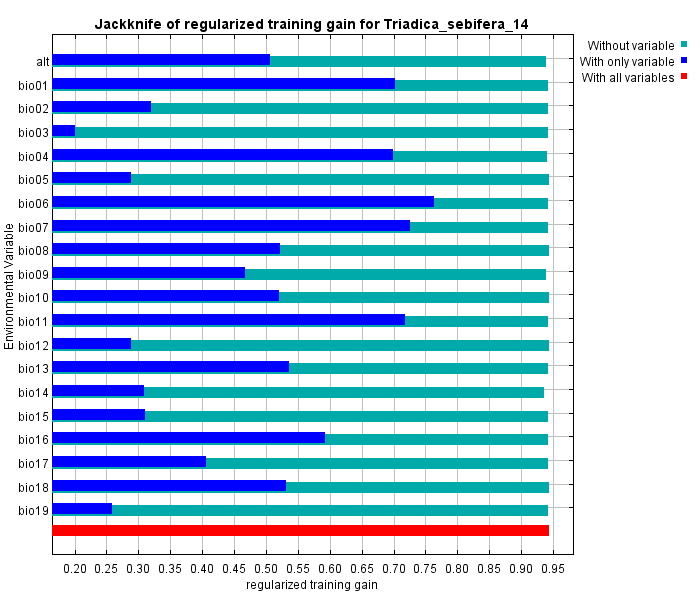 Jackknife of regularized training gain for Triadica_sebifera_14
Without variable
With only variable
With all variables
Environmental Variable
alt
bio01
bio02
bio03
bio04
bio05
bio06
bio07
bio08
bio09
bio10
bio11
bio12
bio13
bio14
bio15
bio16
bio17
bio18
bio19
0.20 0.25 0.30 0.35 0.40 0.45 0.50 0.55 0.60 0.65 0.70 0.75 0.80 0.85 0.90 0.95
regularized training gain